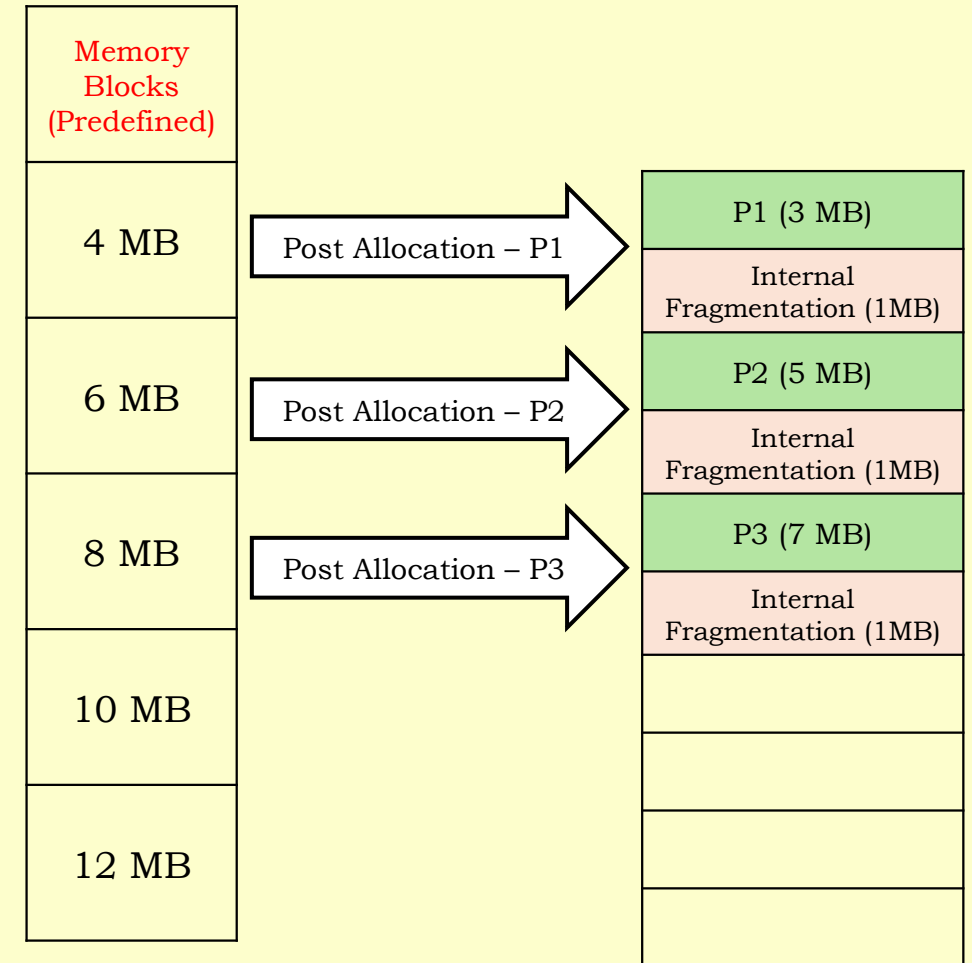 Memory
Blocks
(Predefined)
4 MB
Post Allocation – P1
P1 (3 MB)
Internal
Fragmentation (1MB)
6 MB
Post Allocation – P2
P2 (5 MB)
Internal
Fragmentation (1MB)
8 MB
Post Allocation – P3
P3 (7 MB)
Internal
Fragmentation (1MB)
10 MB
12 MB